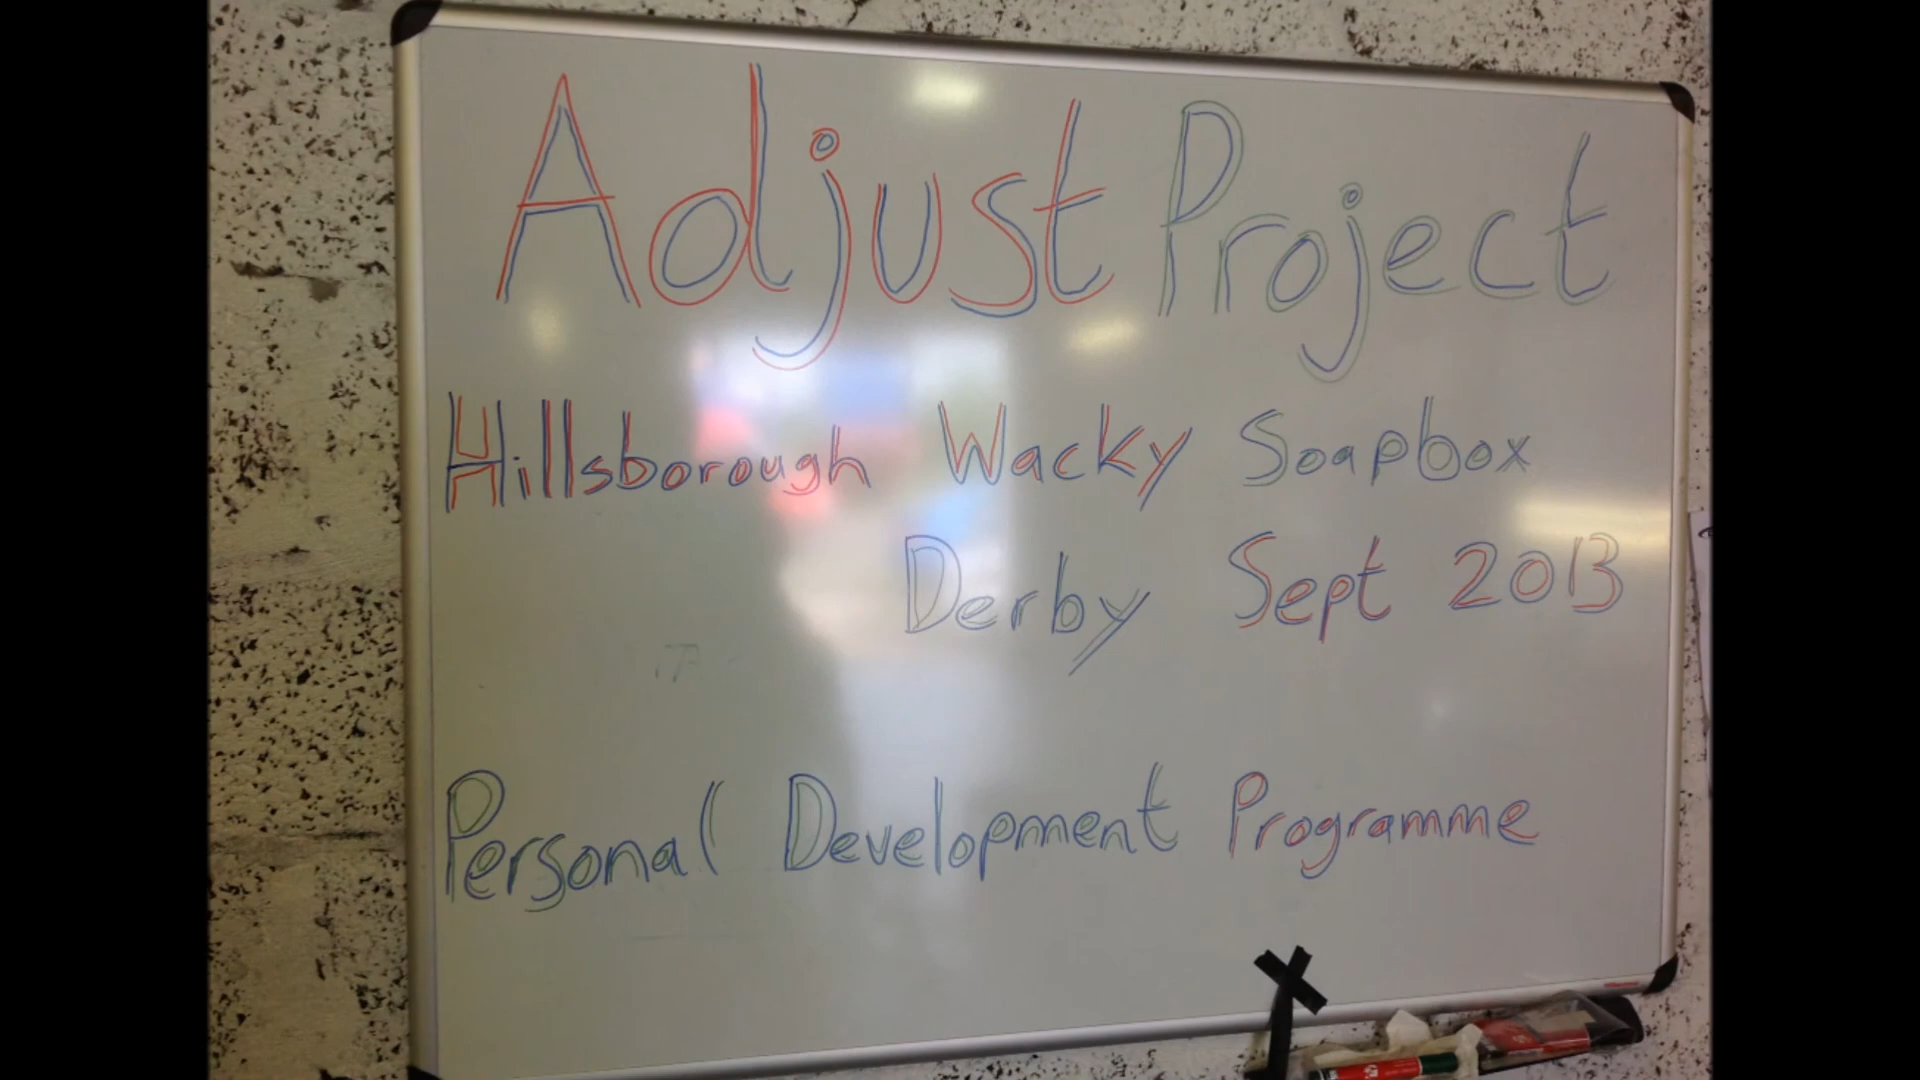 Adjust Project
Hillsborough Wacky Soapbox
Derby Sept 2013
Personal Development Programme